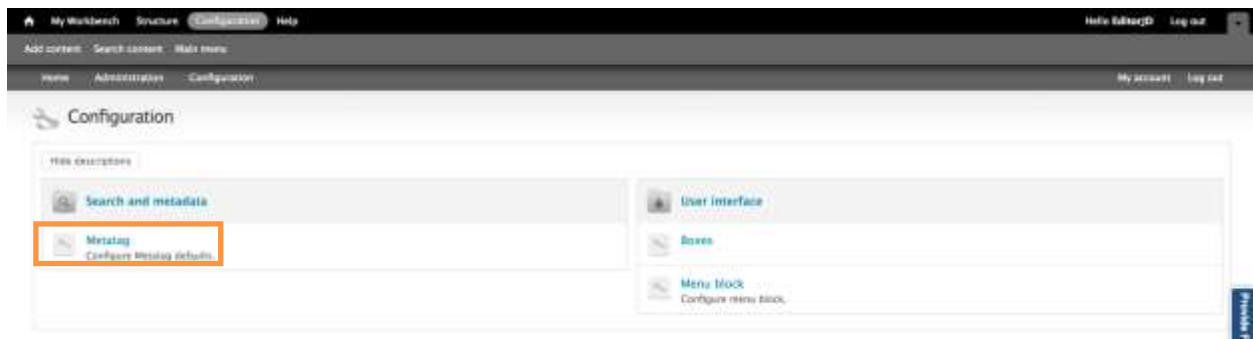 My Workbench Structure Configuration Help Hello EditorJD Log out
Add content Search content Main menu
Home Administration Configuration My account Log out
Configuration
Hide descriptions
Search and metadata
User interface
Metatag
Configure Metatag defaults.
Boxes
Menu block
Configure menu block.
Provide